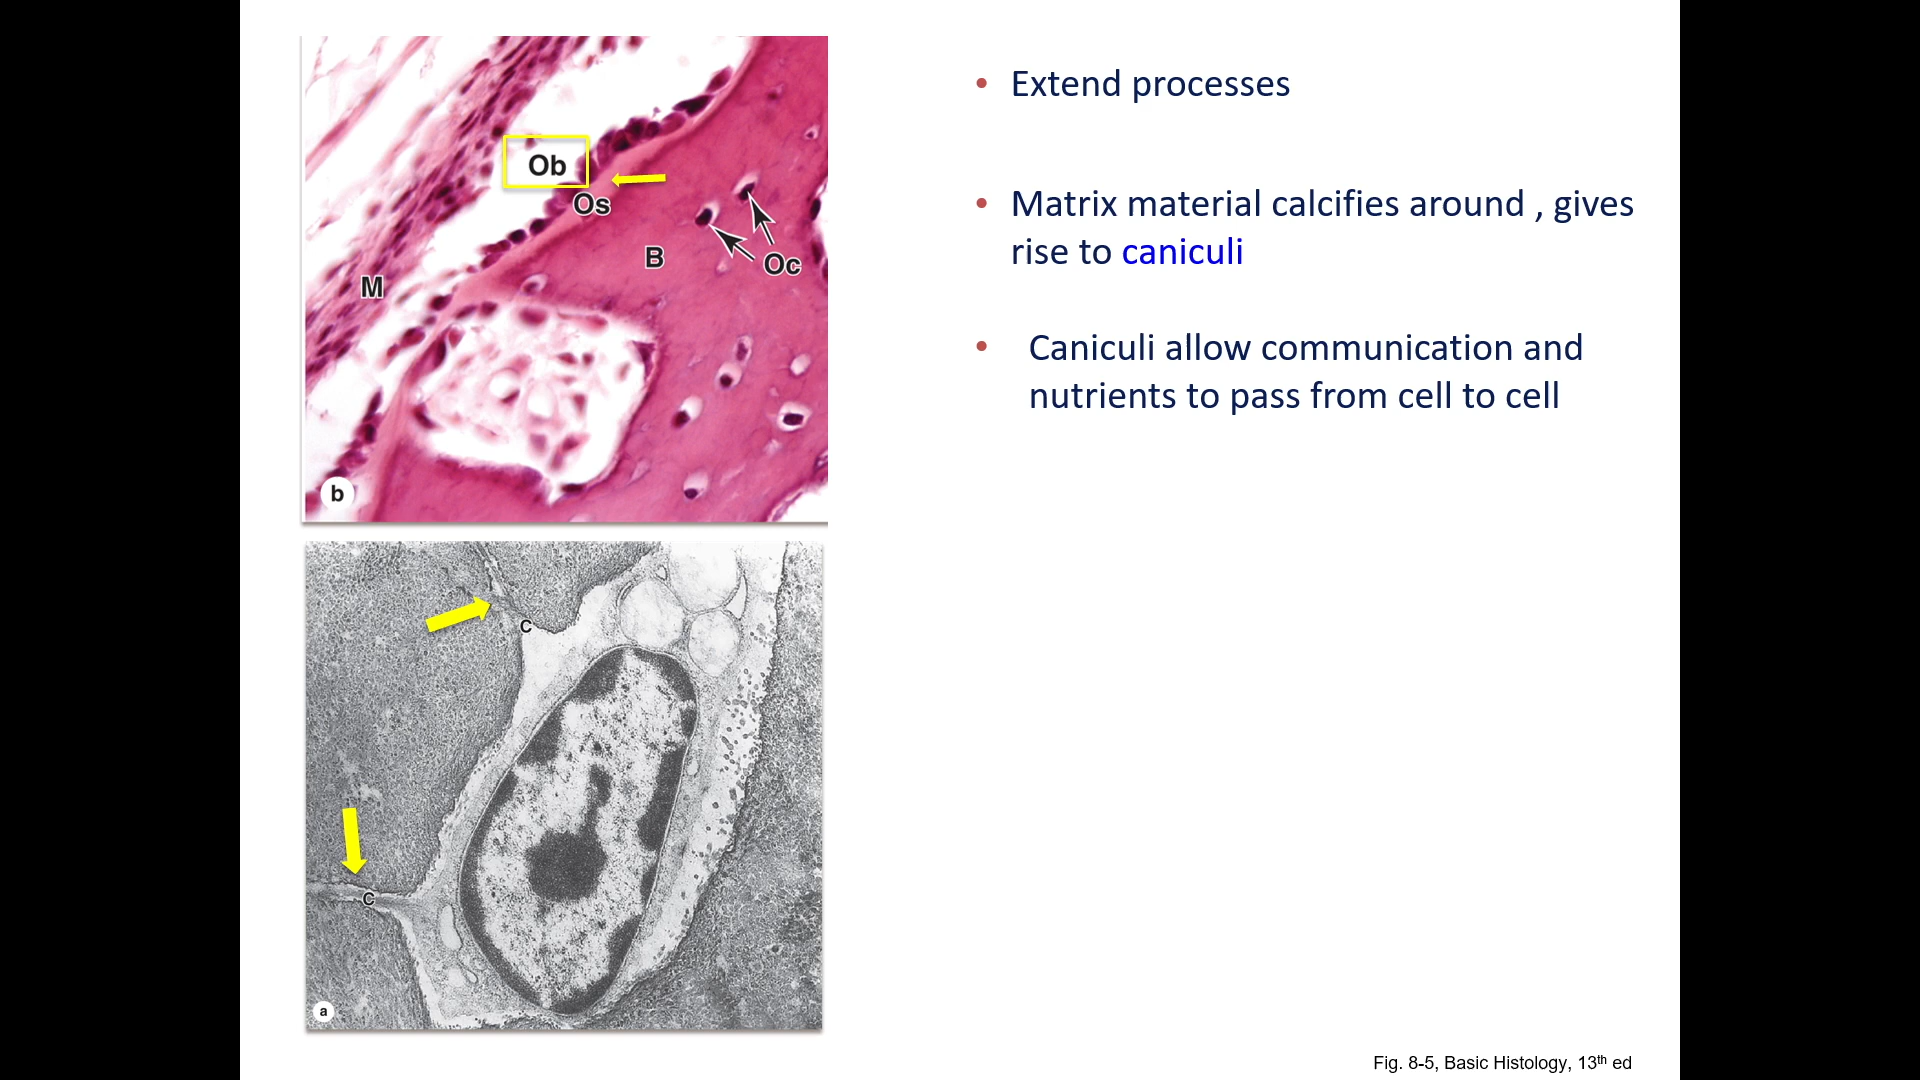 Ob
Os
B
Oc
M
b
• Extend processes
• Matrix material calcifies around , gives
rise to caniculi
• Caniculi allow communication and
nutrients to pass from cell to cell
C
C
a
Fig. 8-5, Basic Histology, 13th ed